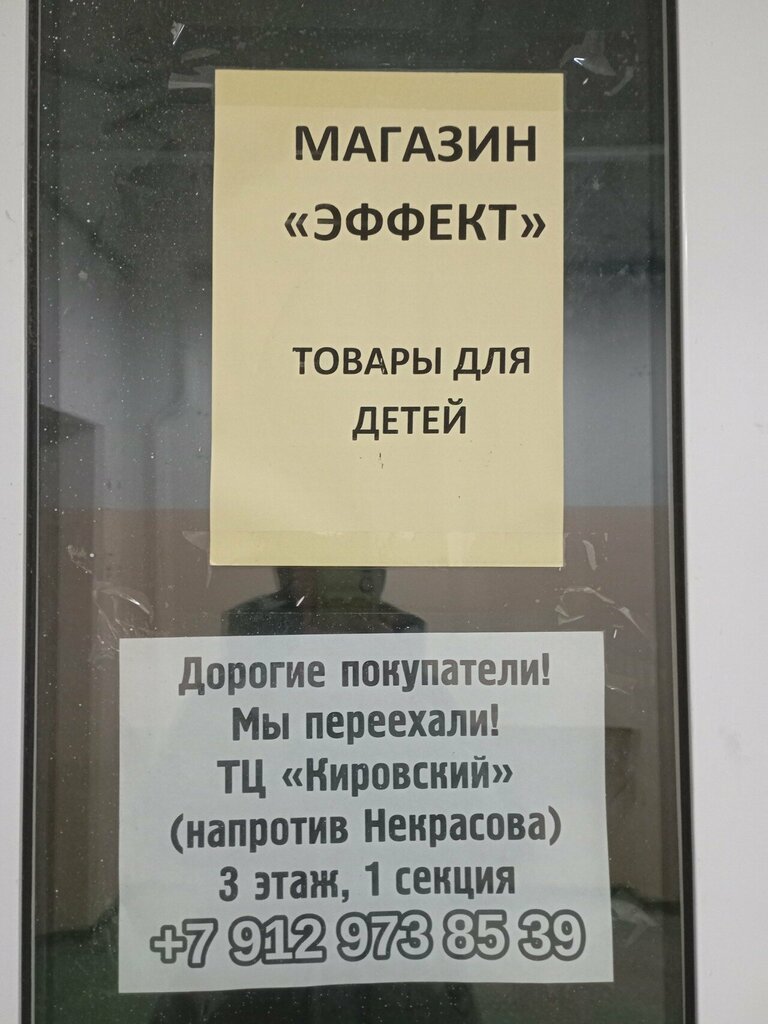 МАГАЗИН
«ЭФФЕКТ»
ТОВАРЫ ДЛЯ
ДЕТЕЙ
Дорогие покупатели!
Мы переехали!
ТЦ «Кировский»
(напротив Некрасова)
3 этаж, 1 секция
+7 912 973 85 39